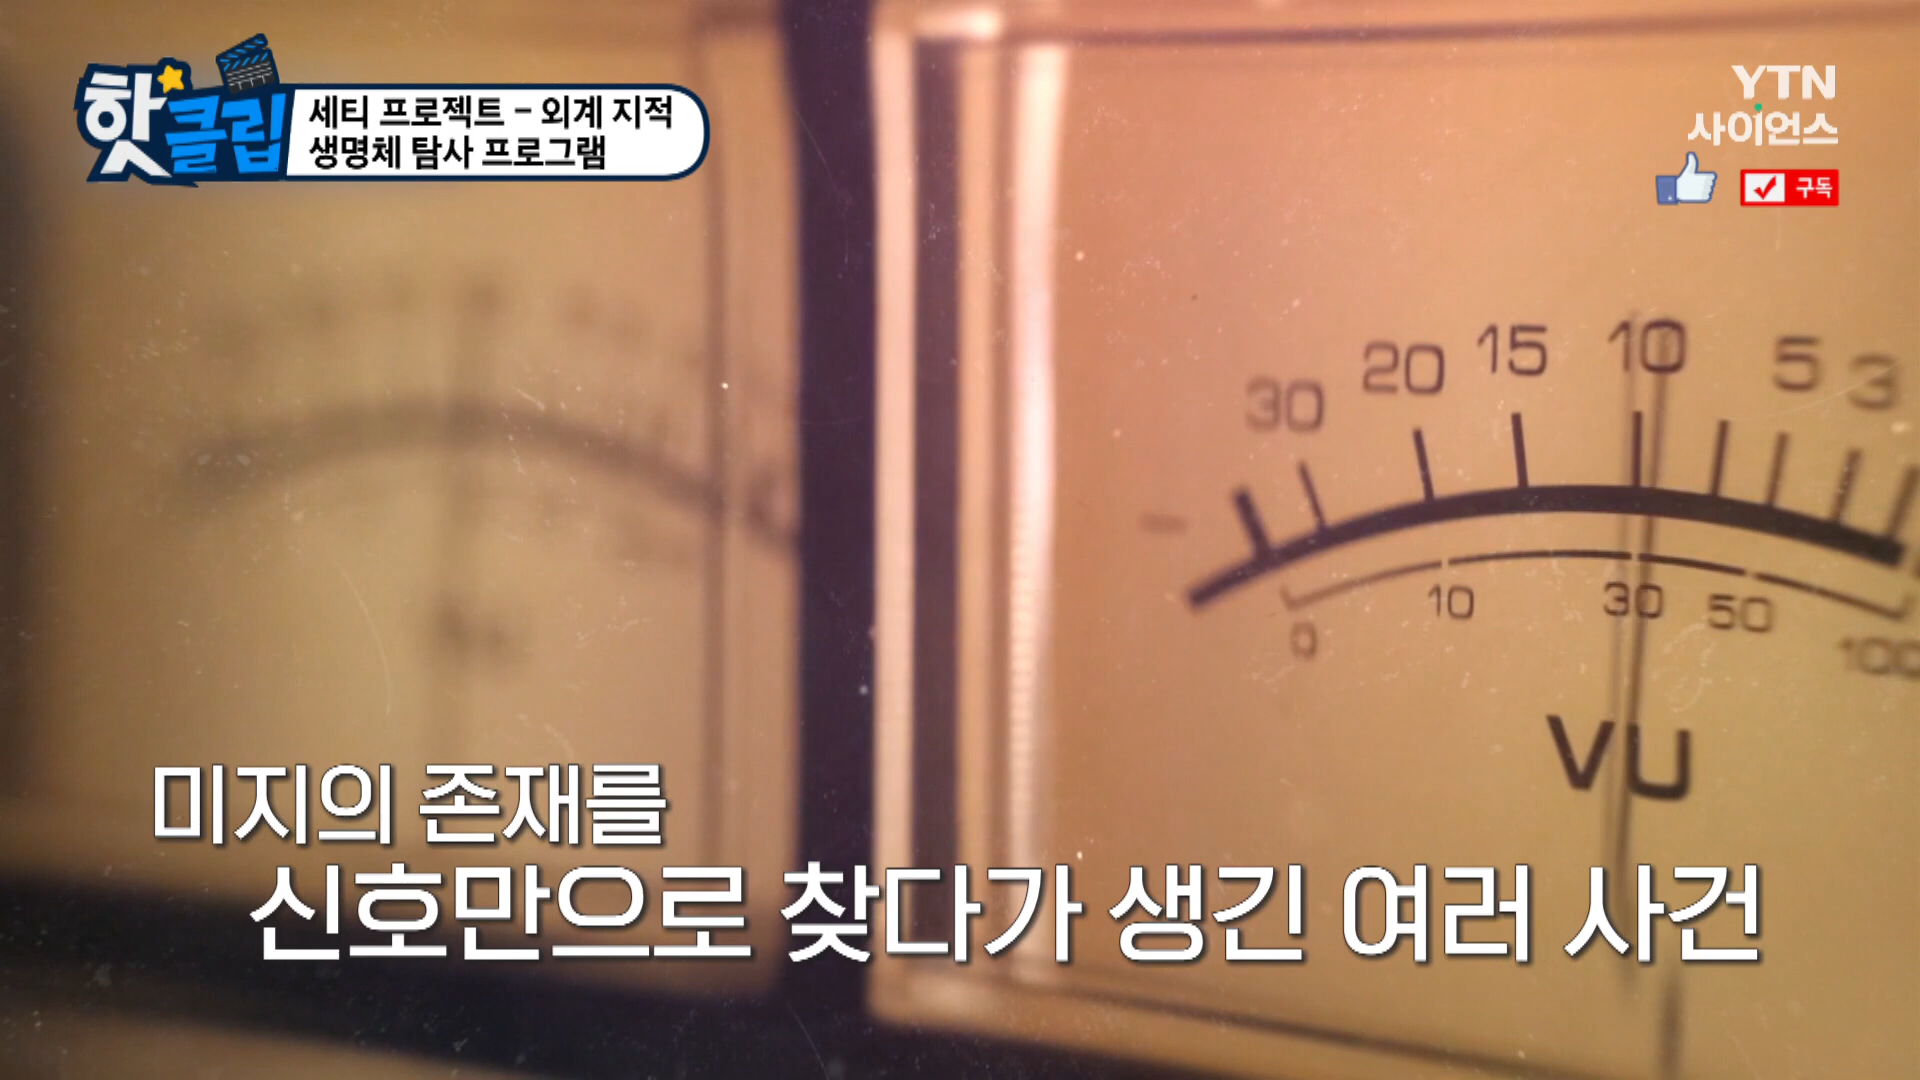 핫클립
세티 프로젝트 - 외계 지적
생명체 탐사 프로그램
YTN
사이언스
구독
30 20 15 10 5 3
0 10 30 50 100
VU
미지의 존재를
신호만으로 찾다가 생긴 여러 사건